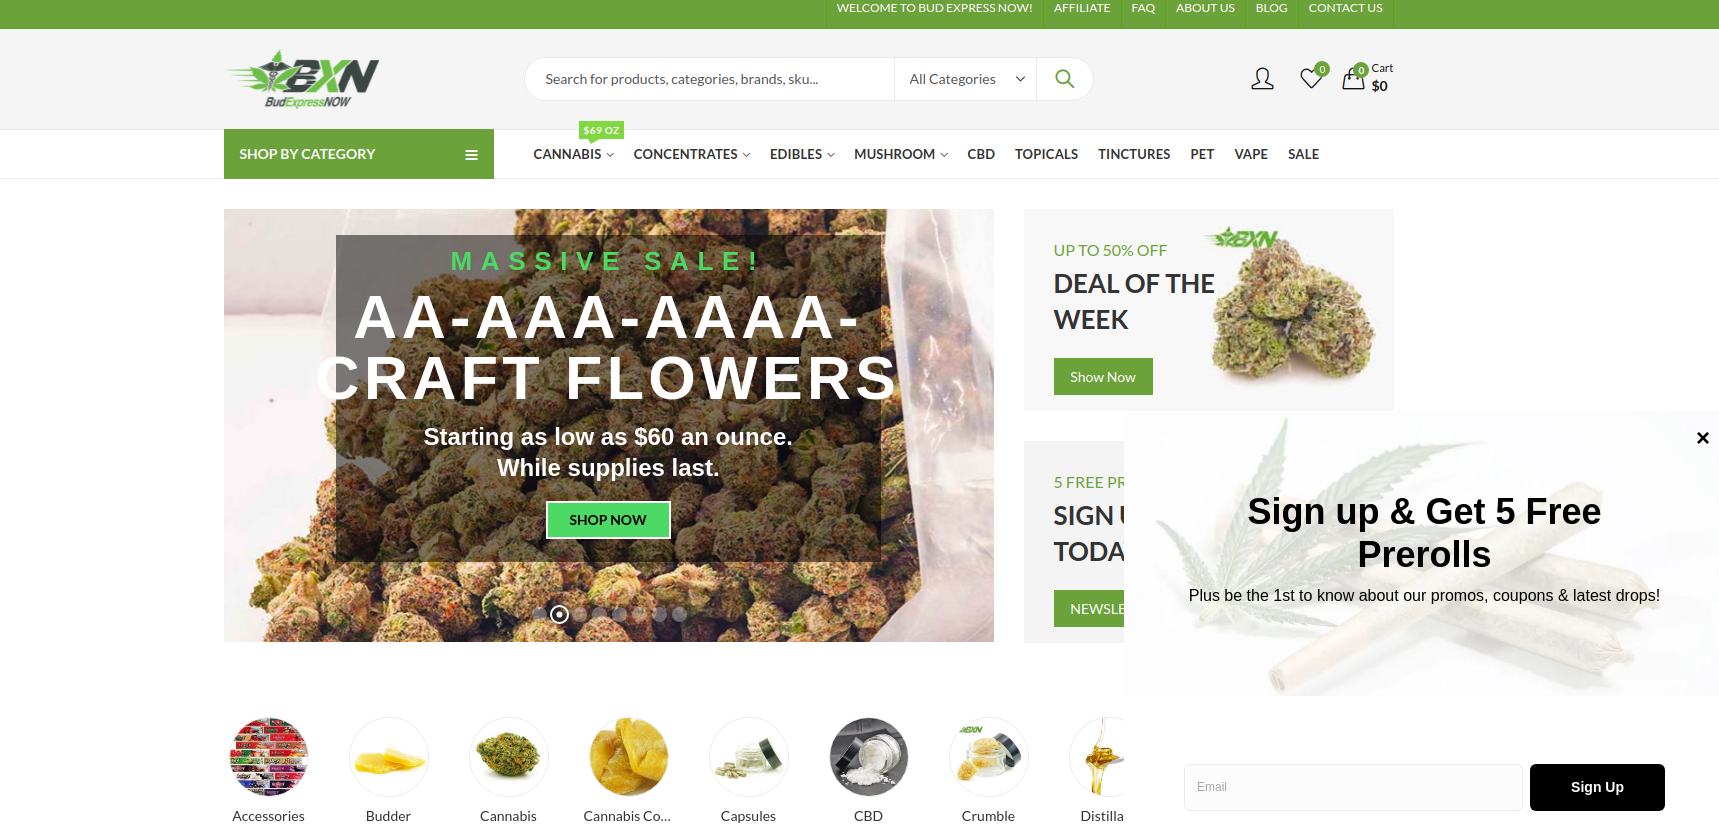 WELCOME TO BUD EXPRESS NOW! AFFILIATE FAQ ABOUT US BLOG CONTACT US
BXN
BudExpressNOW
Search for products, categories, brands, sku...
All Categories
0
0
Cart
$0
SHOP BY CATEGORY
$69 OZ
CANNABIS CONCENTRATES EDIBLES MUSHROOM CBD TOPICALS TINCTURES PET VAPE SALE
MASSIVE SALE!
AA-AAA-AAAA-
CRAFT FLOWERS
Starting as low as $60 an ounce.
While supplies last.
SHOP NOW
UP TO 50% OFF
DEAL OF THE
WEEK
Show Now
BXN
5 FREE PR
SIGN U
TODA
NEWSLE
×
Sign up & Get 5 Free
Prerolls
Plus be the 1st to know about our promos, coupons & latest drops!
Email
Sign Up
BXN
Accessories Budder Cannabis Cannabis Co... Capsules CBD Crumble Distilla